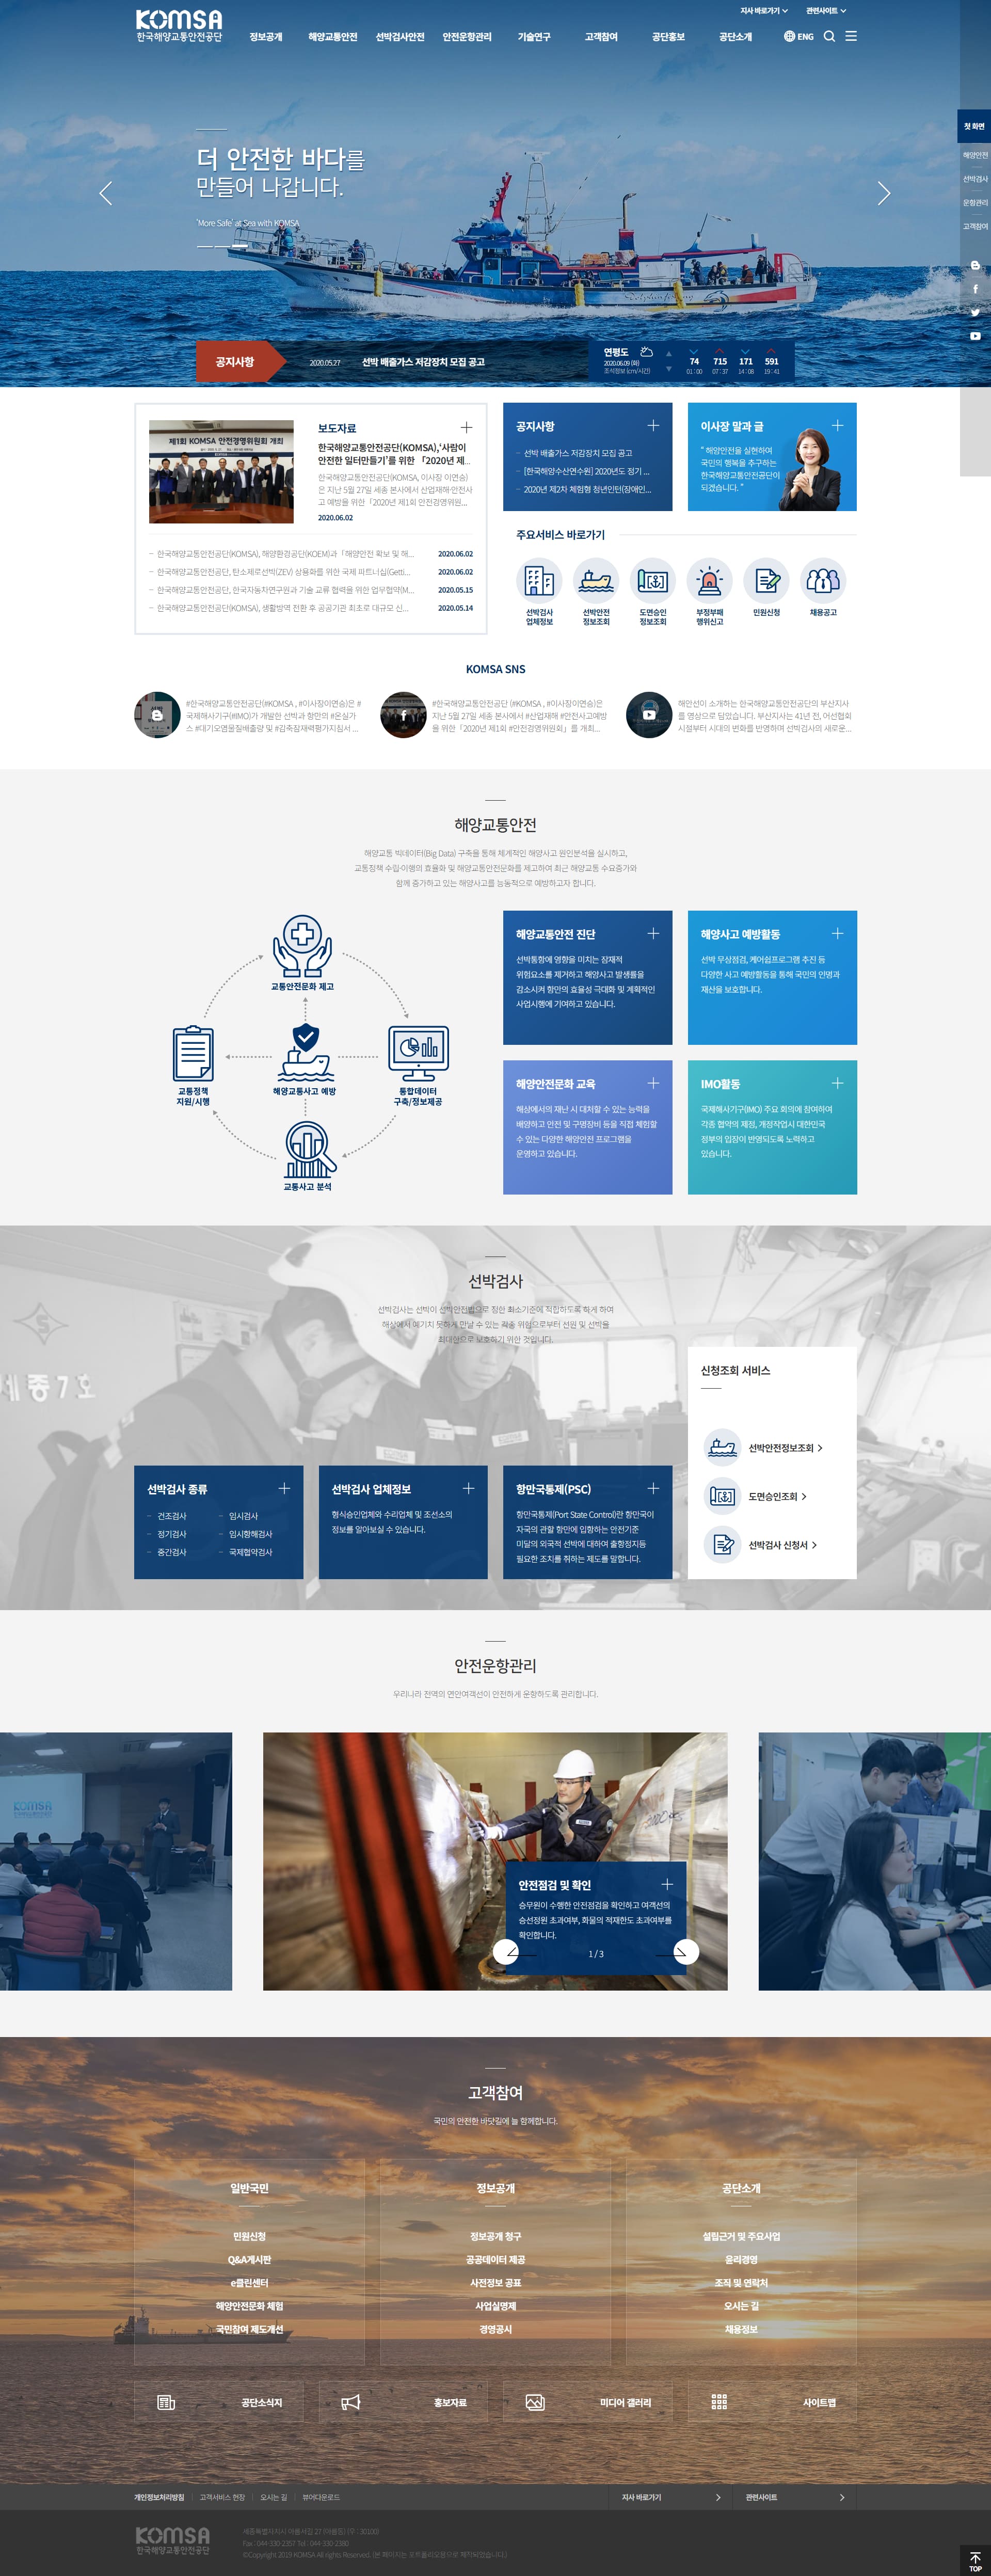 지사 바로가기
관련사이트
KOMSA
한국해양교통안전공단
정보공개
해양교통안전
선박검사안전
안전운항관리
기술연구
고객참여
공단홍보
공단소개
ENG
첫 화면
해양안전
선박검사
운항관리
고객참여
더 안전한 바다를
만들어 나갑니다.
'More Safe' at Sea with KOMSA
공지사항
2020.05.27
선박 배출가스 저감장치 모집 공고
연평도
2020.06.09 (화)
조석정보 (cm/시간)
74 715 171 591
01 : 00 07 : 37 14 : 08 19 : 41
보도자료
한국해양교통안전공단(KOMSA),'사람이
안전한 일터만들기'를 위한 「2020년 제...
한국해양교통안전공단(KOMSA, 이사장 이연승)
은 지난 5월 27일 세종 본사에서 산업재해·안전사
고 예방을 위한「2020년 제1회 안전경영위원...
2020.06.02
제1회 KOMSA 안전경영위원회 개최
한국해양교통안전공단(KOMSA), 해양환경공단(KOEM)과「해양안전 확보 및 해... 2020.06.02
한국해양교통안전공단, 탄소제로선박(ZEV) 상용화를 위한 국제 파트너십(Getti... 2020.06.02
한국해양교통안전공단, 한국자동차연구원과 기술 교류 협력을 위한 업무협약(M... 2020.05.15
한국해양교통안전공단(KOMSA), 생활방역 전환 후 공공기관 최초로 대규모 신... 2020.05.14
공지사항
선박 배출가스 저감장치 모집 공고
[한국해양수산연수원] 2020년도 정기 ...
2020년 제2차 체험형 청년인턴(장애인...
이사장 말과 글
“ 해양안전을 실현하여
국민의 행복을 추구하는
한국해양교통안전공단이
되겠습니다. ”
주요서비스 바로가기
선박검사
업체정보
선박안전
정보조회
도면승인
정보조회
부정부패
행위신고
민원신청
채용공고
KOMSA SNS
#한국해양교통안전공단(#KOMSA , #이사장이연승)은 #
국제해사기구(#IMO)가 개발한 선박과 항만의 #온실가
스 #대기오염물질배출량 및 #감축잠재력평가지침서 ...
#한국해양교통안전공단 (#KOMSA , #이사장이연승)은
지난 5월 27일 세종 본사에서 #산업재해 #안전사고예방
을 위한「2020년 제1회 #안전경영위원회」를 개최...
해안선이 소개하는 한국해양교통안전공단의 부산지사
를 영상으로 담았습니다. 부산지사는 41년 전, 어선협회
시절부터 시대의 변화를 반영하며 선박검사의 새로운...
해양교통안전
해양교통 빅데이터(Big Data) 구축을 통해 체계적인 해양사고 원인분석을 실시하고,
교통정책 수립·이행의 효율화 및 해양교통안전문화를 제고하여 최근 해양교통 수요증가와
함께 증가하고 있는 해양사고를 능동적으로 예방하고자 합니다.
교통안전문화 제고
교통정책
지원/시행
해양교통사고 예방
통합데이터
구축/정보제공
교통사고 분석
해양교통안전 진단
선박통항에 영향을 미치는 잠재적
위험요소를 제거하고 해양사고 발생률을
감소시켜 항만의 효율성 극대화 및 계획적인
사업시행에 기여하고 있습니다.
해양사고 예방활동
선박 무상점검, 케어쉽프로그램 추진 등
다양한 사고 예방활동을 통해 국민의 인명과
재산을 보호합니다.
해양안전문화 교육
해상에서의 재난 시 대처할 수 있는 능력을
배양하고 안전 및 구명장비 등을 직접 체험할
수 있는 다양한 해양안전 프로그램을
운영하고 있습니다.
IMO활동
국제해사기구(IMO) 주요 회의에 참여하여
각종 협약의 제정, 개정작업시 대한민국
정부의 입장이 반영되도록 노력하고
있습니다.
선박검사
선박검사는 선박이 선박안전법으로 정한 최소기준에 적합하도록 하게 하여
해상에서 예기치 못하게 만날 수 있는 각종 위험으로부터 선원 및 선박을
최대한으로 보호하기 위한 것입니다.
세종7호
선박검사 종류
건조검사 임시검사
정기검사 임시항해검사
중간검사 국제협약검사
선박검사 업체정보
형식승인업체와 수리업체 및 조선소의
정보를 알아보실 수 있습니다.
항만국통제(PSC)
항만국통제(Port State Control)란 항만국이
자국의 관할 항만에 입항하는 안전기준
미달의 외국적 선박에 대하여 출항정지등
필요한 조치를 취하는 제도를 말합니다.
신청조회 서비스
선박안전정보조회
도면승인조회
선박검사 신청서
안전운항관리
우리나라 전역의 연안여객선이 안전하게 운항하도록 관리합니다.
KOMSA
안전점검 및 확인
승무원이 수행한 안전점검을 확인하고 여객선의
승선정원 초과여부, 화물의 적재한도 초과여부를
확인합니다.
1 / 3
고객참여
국민의 안전한 바닷길에 늘 함께합니다.
일반국민
민원신청
Q&A게시판
e클린센터
해양안전문화 체험
국민참여 제도개선
정보공개
정보공개 청구
공공데이터 제공
사전정보 공표
사업실명제
경영공시
공단소개
설립근거 및 주요사업
윤리경영
조직 및 연락처
오시는 길
채용정보
공단소식지
홍보자료
미디어 갤러리
사이트맵
개인정보처리방침
고객서비스 헌장
오시는 길
뷰어다운로드
지사 바로가기
관련사이트
KOMSA
한국해양교통안전공단
세종특별자치시 아름서길 27 (아름동) (우 : 30100)
Fax : 044-330-2357 Tel : 044-330-2380
©Copyright 2019 KOMSA All rights Reserved. (본 페이지는 포트폴리오용으로 제작되었습니다.)
TOP